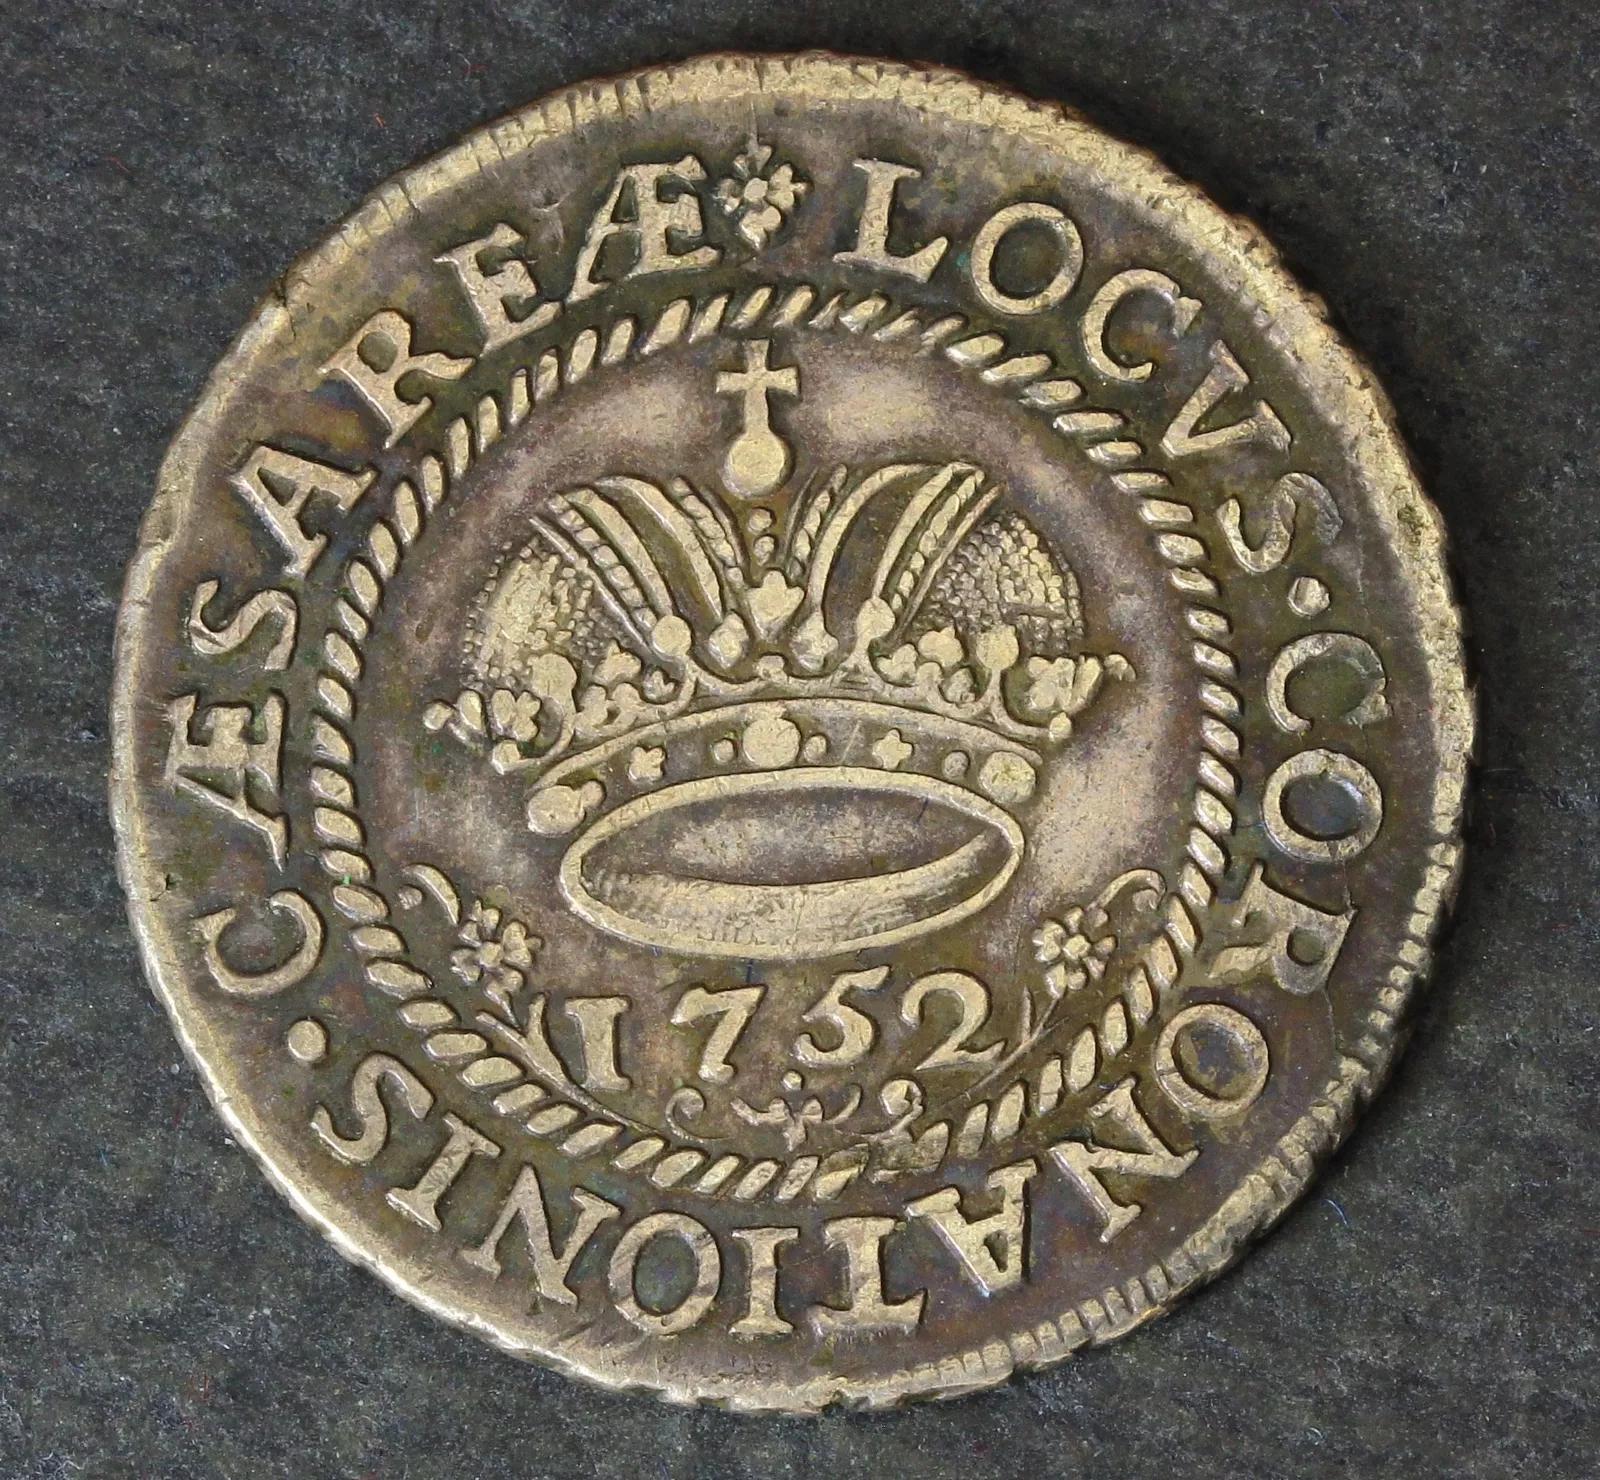 LOCVS · CORONATIONIS · CÆSAREÆ
1752